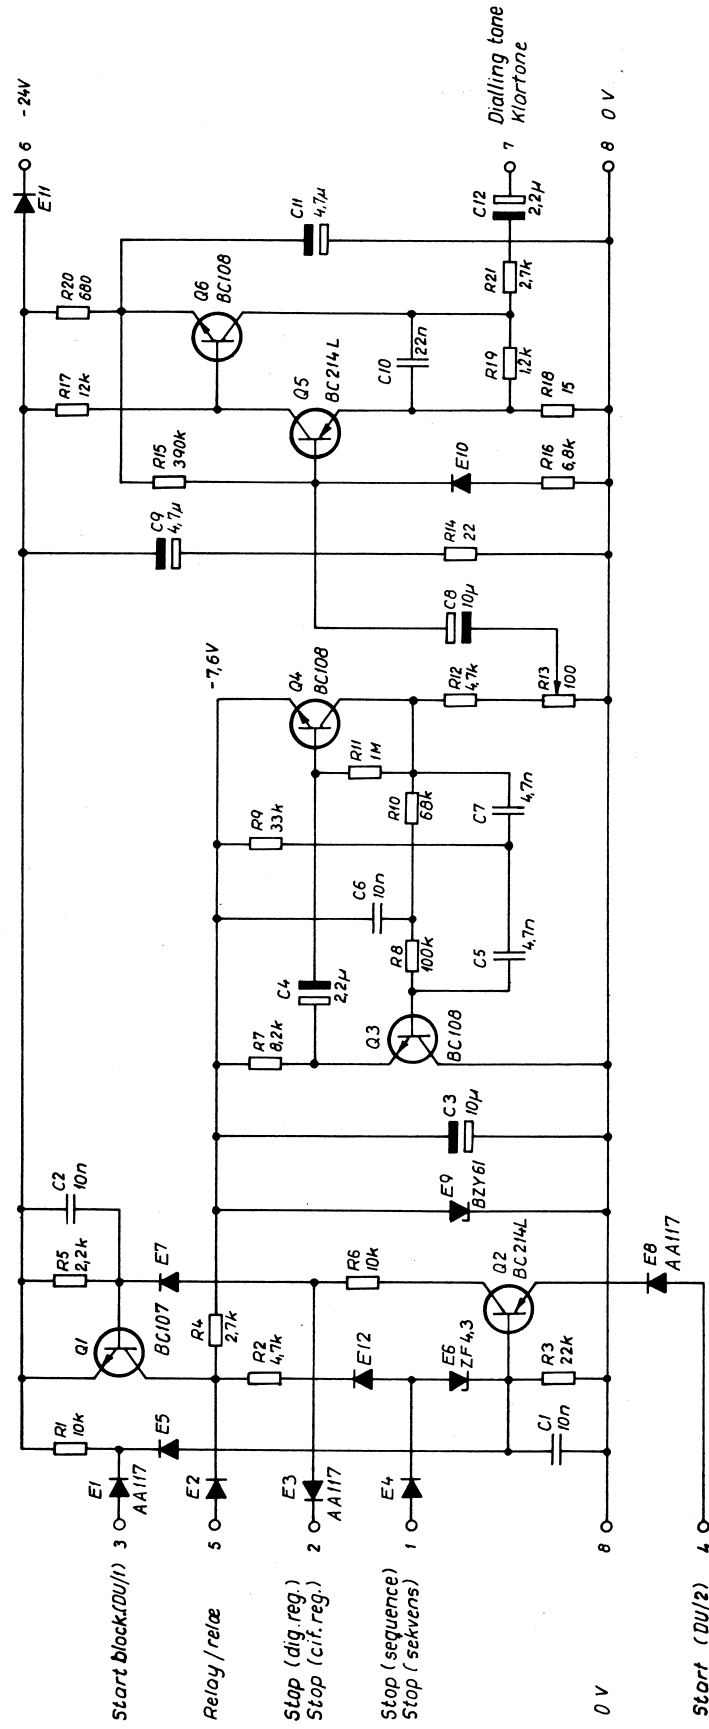 Start block.(DU/1)
3
E1
AA117
Relay / relæ
5
E2
Stop (dig.reg.)
Stop (cif.reg.)
2
E3
AA117
Stop (sequence)
Stop (sekvens)
1
E4
0 V
8
Start (DU/2)
4
R1
10k
E5
C1
10n
Q1
BC107
R4
2,7k
R2
4,7k
E12
E6
ZF4,3
R3
22k
R5
2,2k
C2
10n
E7
R6
10k
Q2
BC214L
E8
AA117
E9
BZY61
C3
10µ
R7
8,2k
C4
2,2µ
Q3
BC108
R8
100k
C5
4,7n
C6
10n
R9
33k
R10
68k
C7
4,7n
R11
1M
-7,6V
Q4
BC108
R12
4,7k
R13
100
C8
10µ
C9
4,7µ
R14
22
R15
390k
E10
R16
6,8k
R17
12k
Q5
BC214L
C10
22n
R18
15
R19
1,2k
R20
680
Q6
BC108
R21
2,7k
C11
4,7µ
C12
2,2µ
E11
6
-24V
7
Dialling tone
Klartone
8
0 V